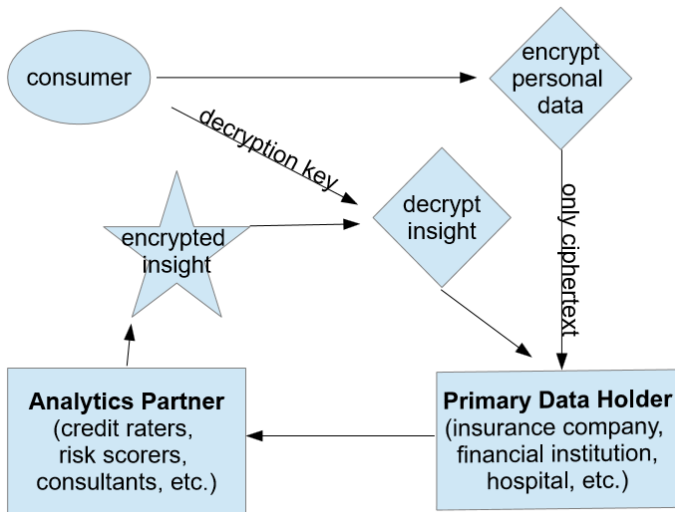 consumer
encrypt
personal
data
decryption key
only ciphertext
encrypted
insight
decrypt
insight
Analytics Partner
(credit raters,
risk scorers,
consultants, etc.)
Primary Data Holder
(insurance company,
financial institution,
hospital, etc.)